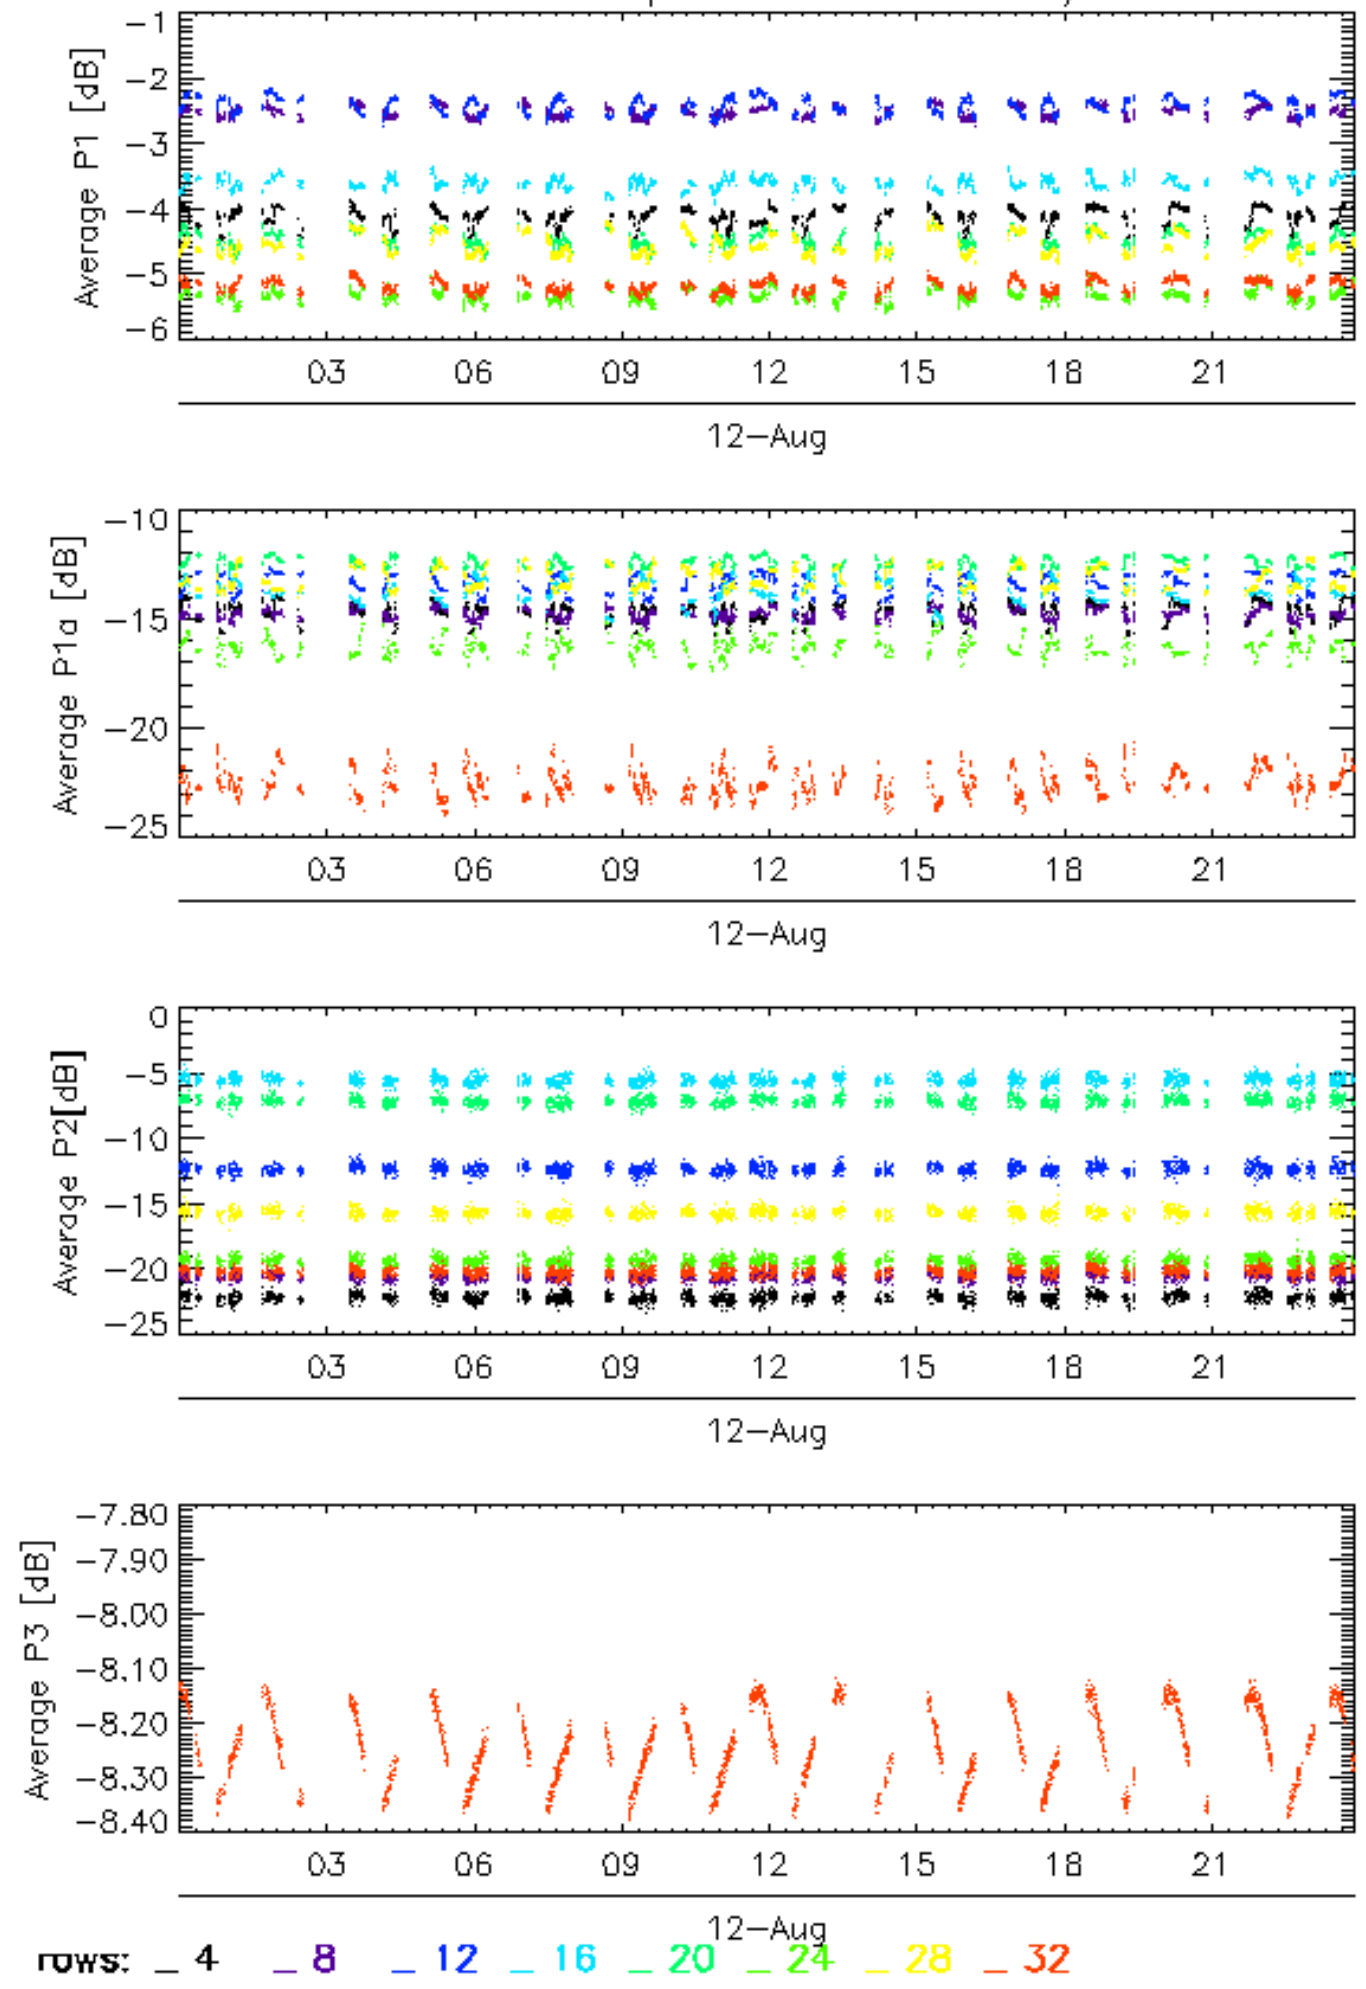 Average P1 [dB]
−1
−2
−3
−4
−5
−6
03 06 09 12 15 18 21
12−Aug
Average P1a [dB]
−10
−15
−20
−25
03 06 09 12 15 18 21
12−Aug
Average P2[dB]
0
−5
−10
−15
−20
−25
03 06 09 12 15 18 21
12−Aug
Average P3 [dB]
−7.80
−7.90
−8.00
−8.10
−8.20
−8.30
−8.40
03 06 09 12 15 18 21
12−Aug
rows: _ 4 _ 8 _ 12 _ 16 _ 20 _ 24 _ 28 _ 32